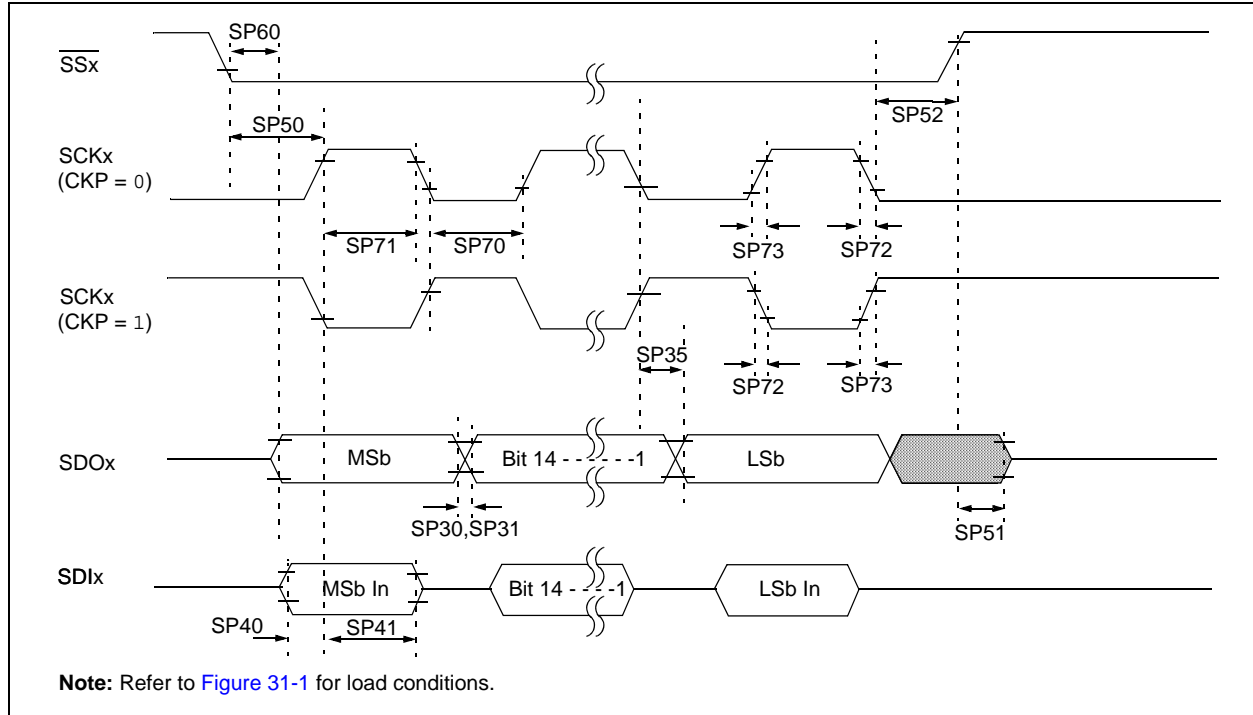 SP60
SSx
SP50
SP52
SCKx
(CKP = 0)
SP71
SP70
SP73
SP72
SCKx
(CKP = 1)
SP35
SP72
SP73
SDOx
MSb
Bit 14 - - - - - -1
LSb
SP30,SP31
SP51
SDIx
MSb In
Bit 14 - - - -1
LSb In
SP40
SP41
Note: Refer to Figure 31-1 for load conditions.